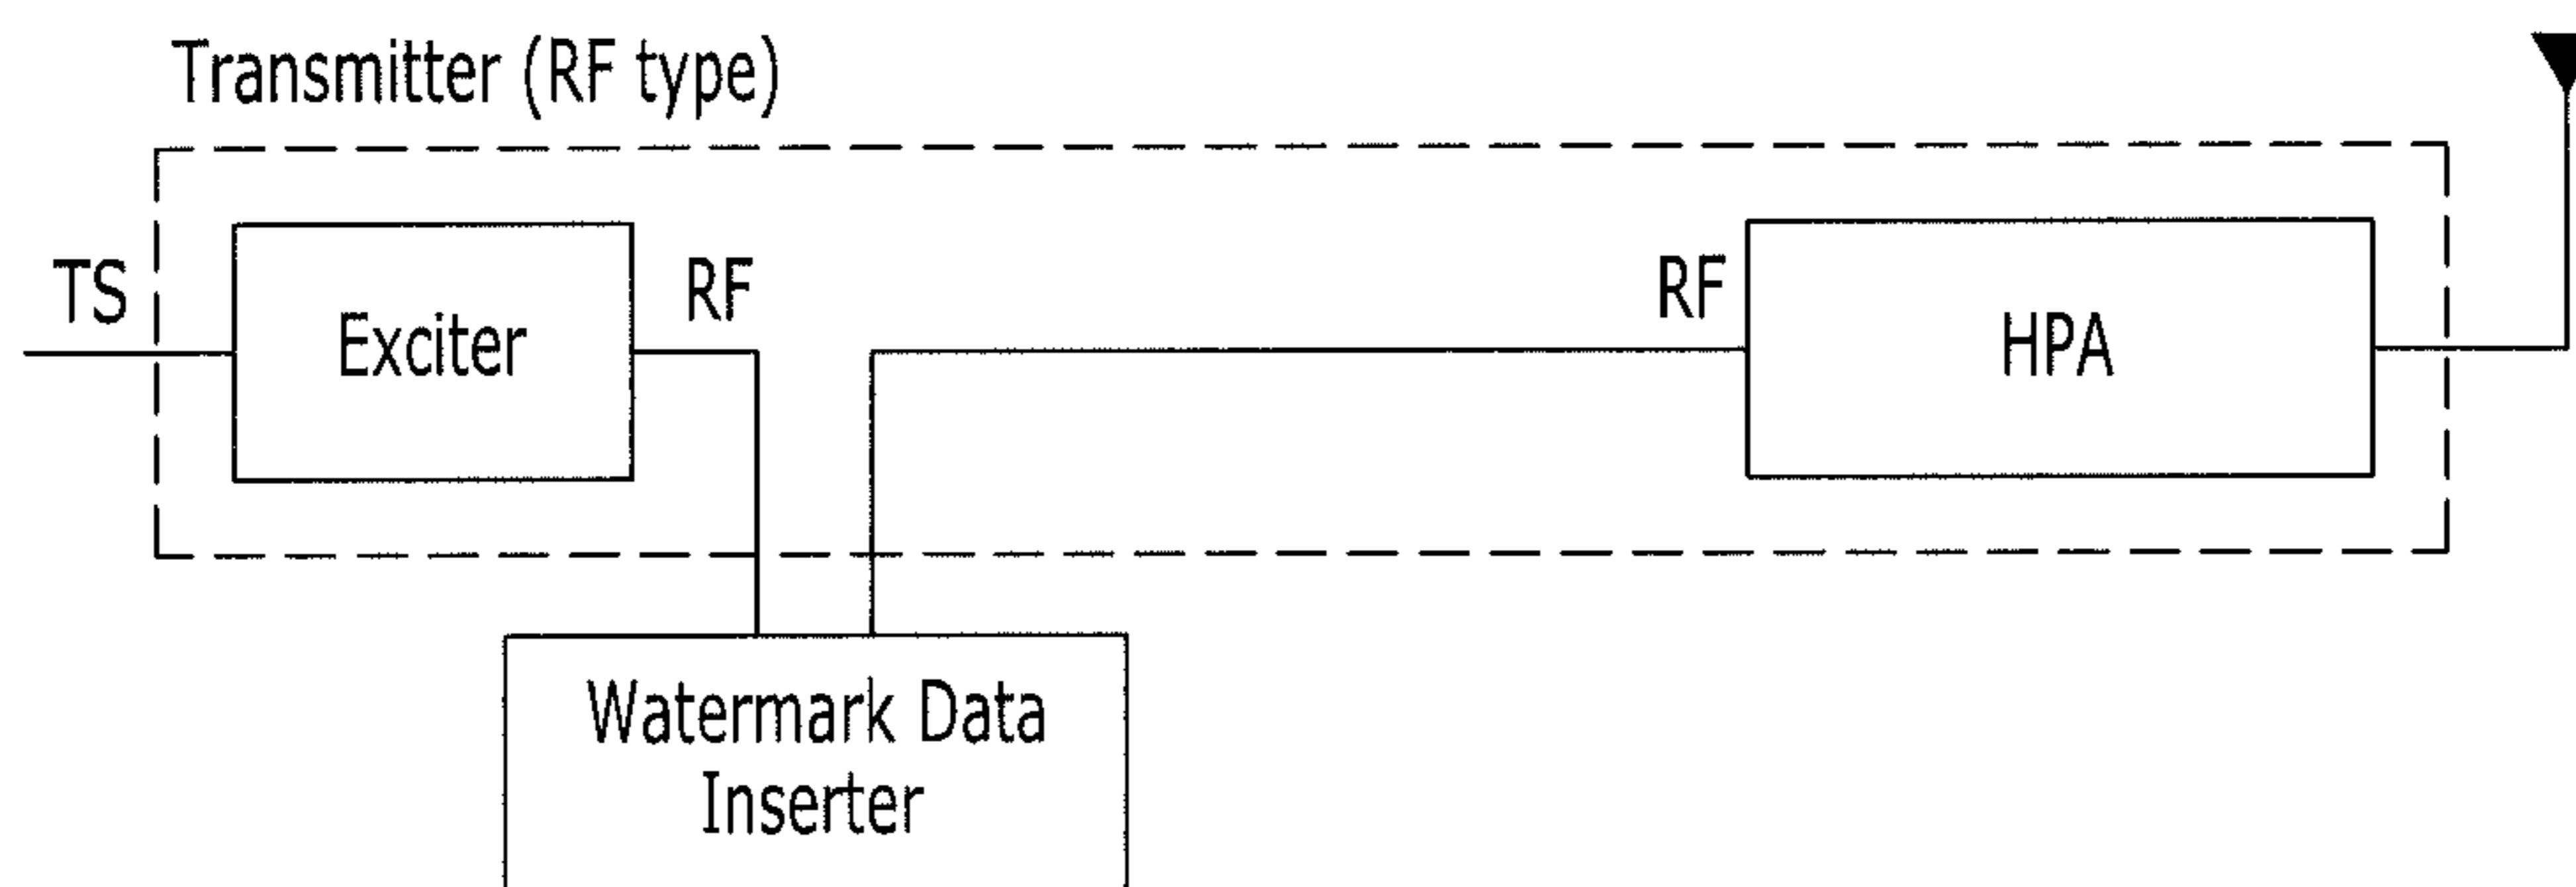 Transmitter (RF type)
TS
Exciter
RF
RF
HPA
Watermark Data
Inserter